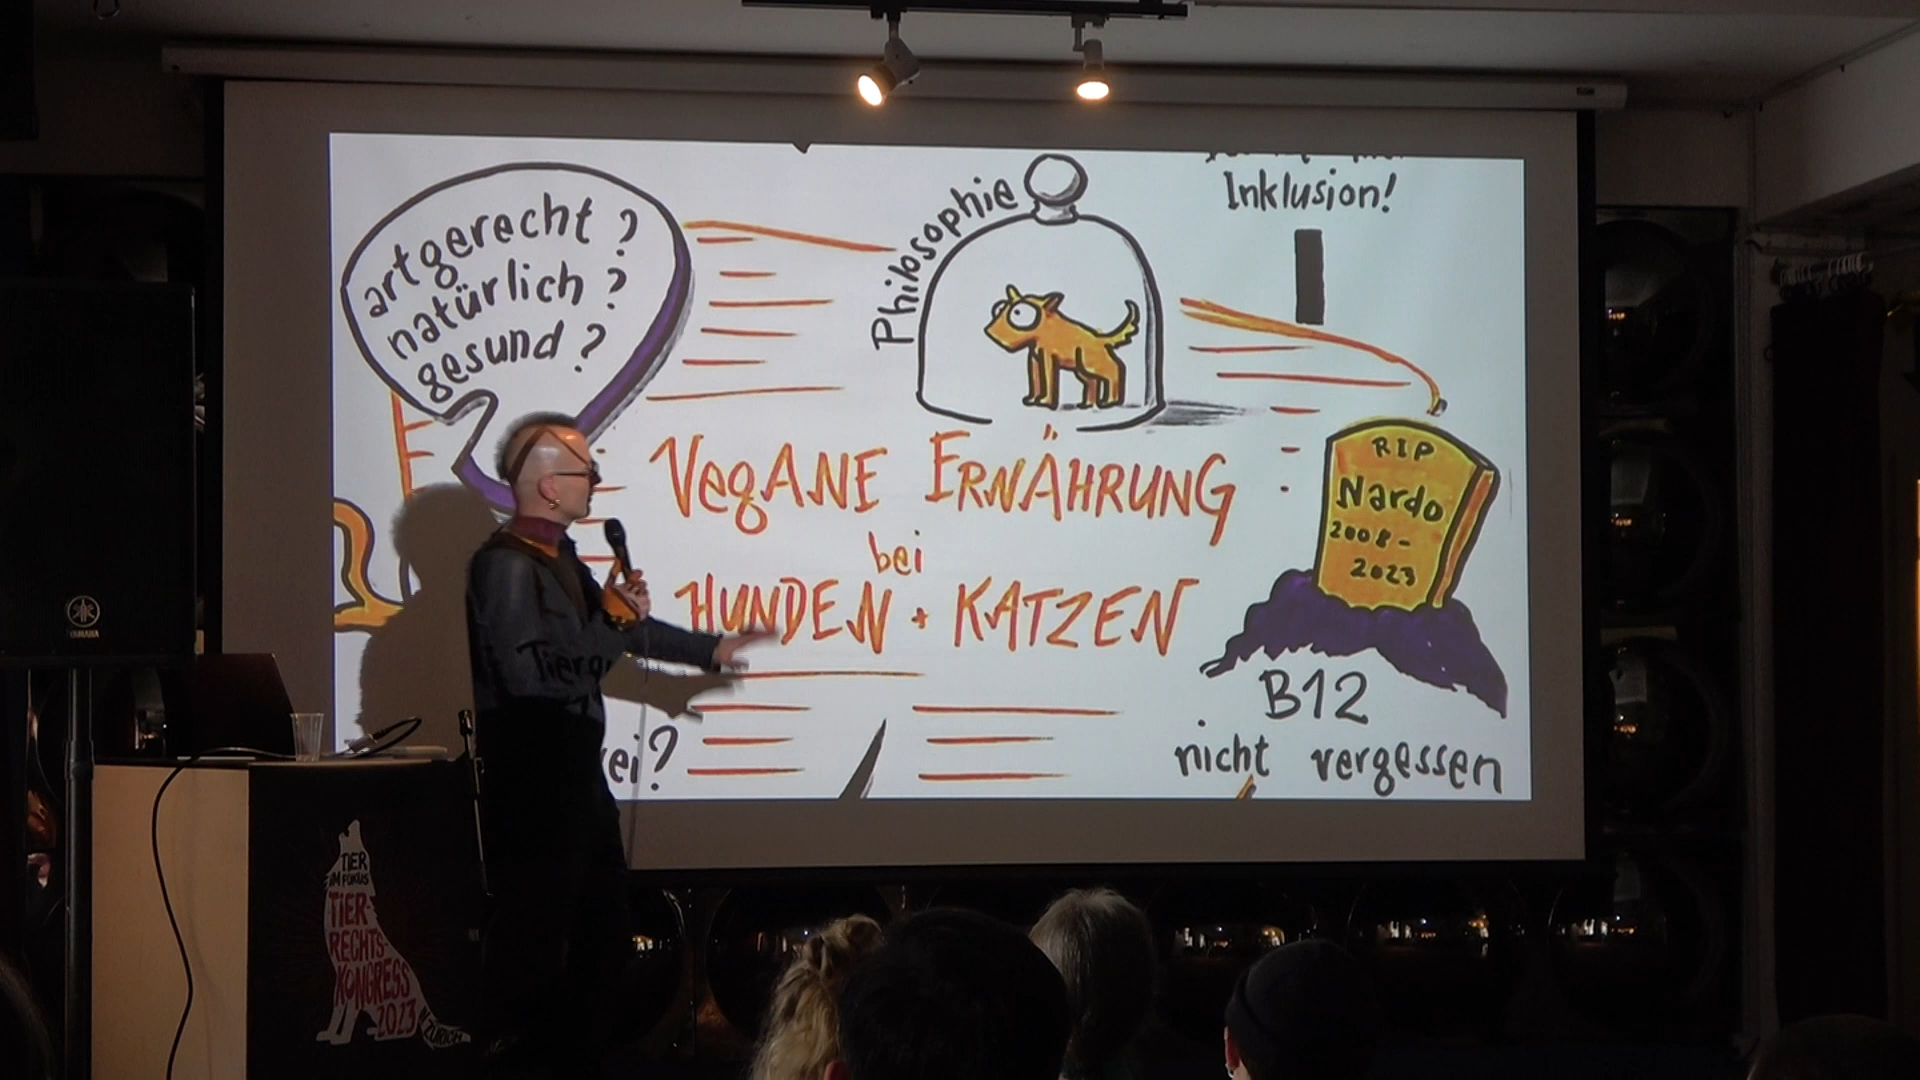 artgerecht?
natürlich?
gesund?
Philosophie
Inklusion!
VEGANE ERNÄHRUNG
bei
HUNDEN + KATZEN
RIP
Nardo
2008-
2023
B12
nicht vergessen
YAMAHA
TIER
IM FOKUS
TIER-
RECHTS-
KONGRESS
2023
ZÜRICH